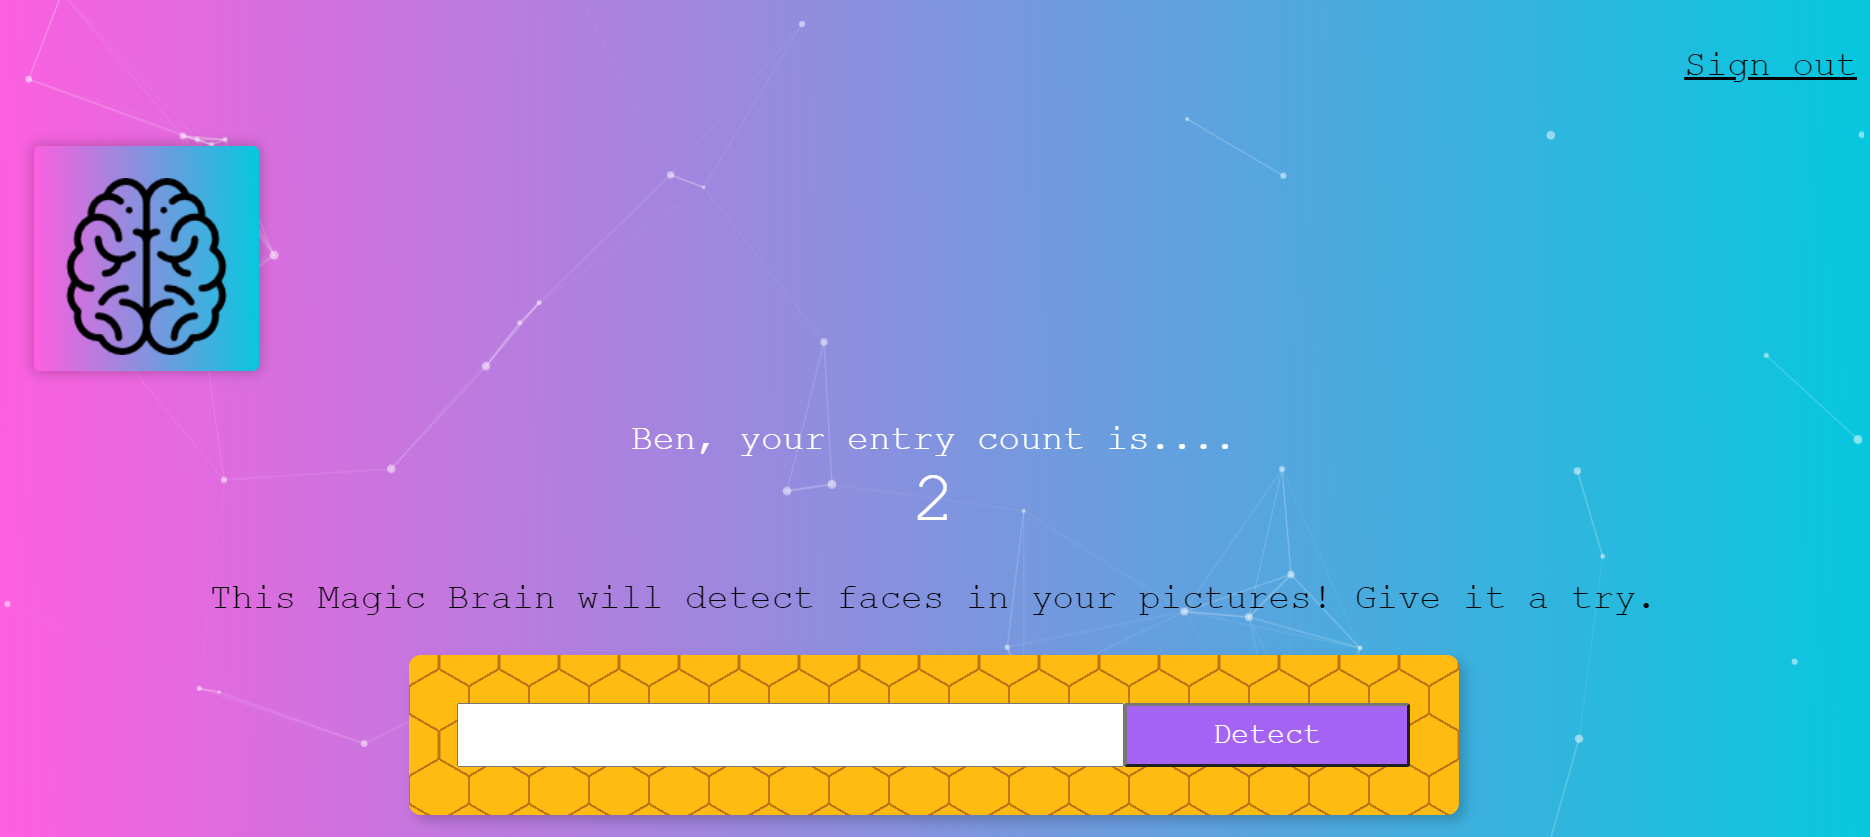 Sign out
Ben, your entry count is....
2
This Magic Brain will detect faces in your pictures! Give it a try.
Detect